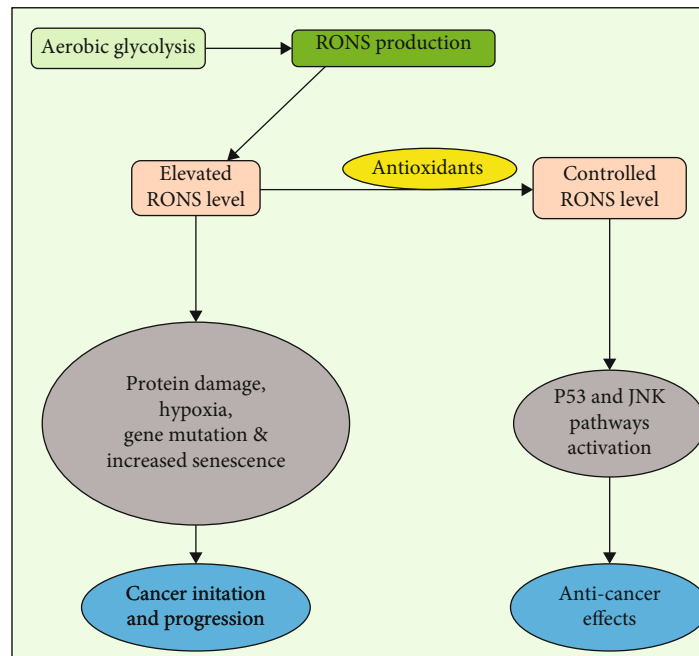 Aerobic glycolysis
RONS production
Elevated
RONS level
Antioxidants
Controlled
RONS level
Protein damage,
hypoxia,
gene mutation &
increased senescence
P53 and JNK
pathways
activation
Cancer initation
and progression
Anti-cancer
effects